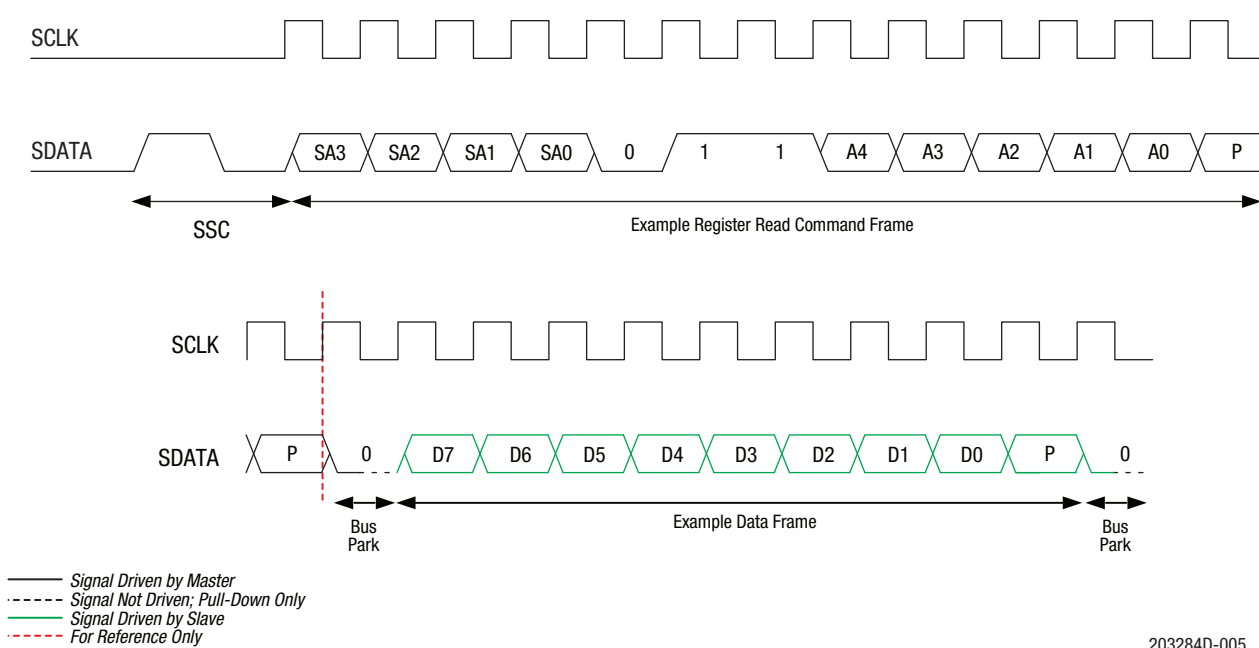 SCLK
SDATA SA3 SA2 SA1 SA0 0 1 1 A4 A3 A2 A1 A0 P
SSC
Example Register Read Command Frame
SCLK
SDATA P 0 D7 D6 D5 D4 D3 D2 D1 D0 P 0
Bus
Park
Example Data Frame
Bus
Park
Signal Driven by Master
Signal Not Driven; Pull-Down Only
Signal Driven by Slave
For Reference Only
203284D-005